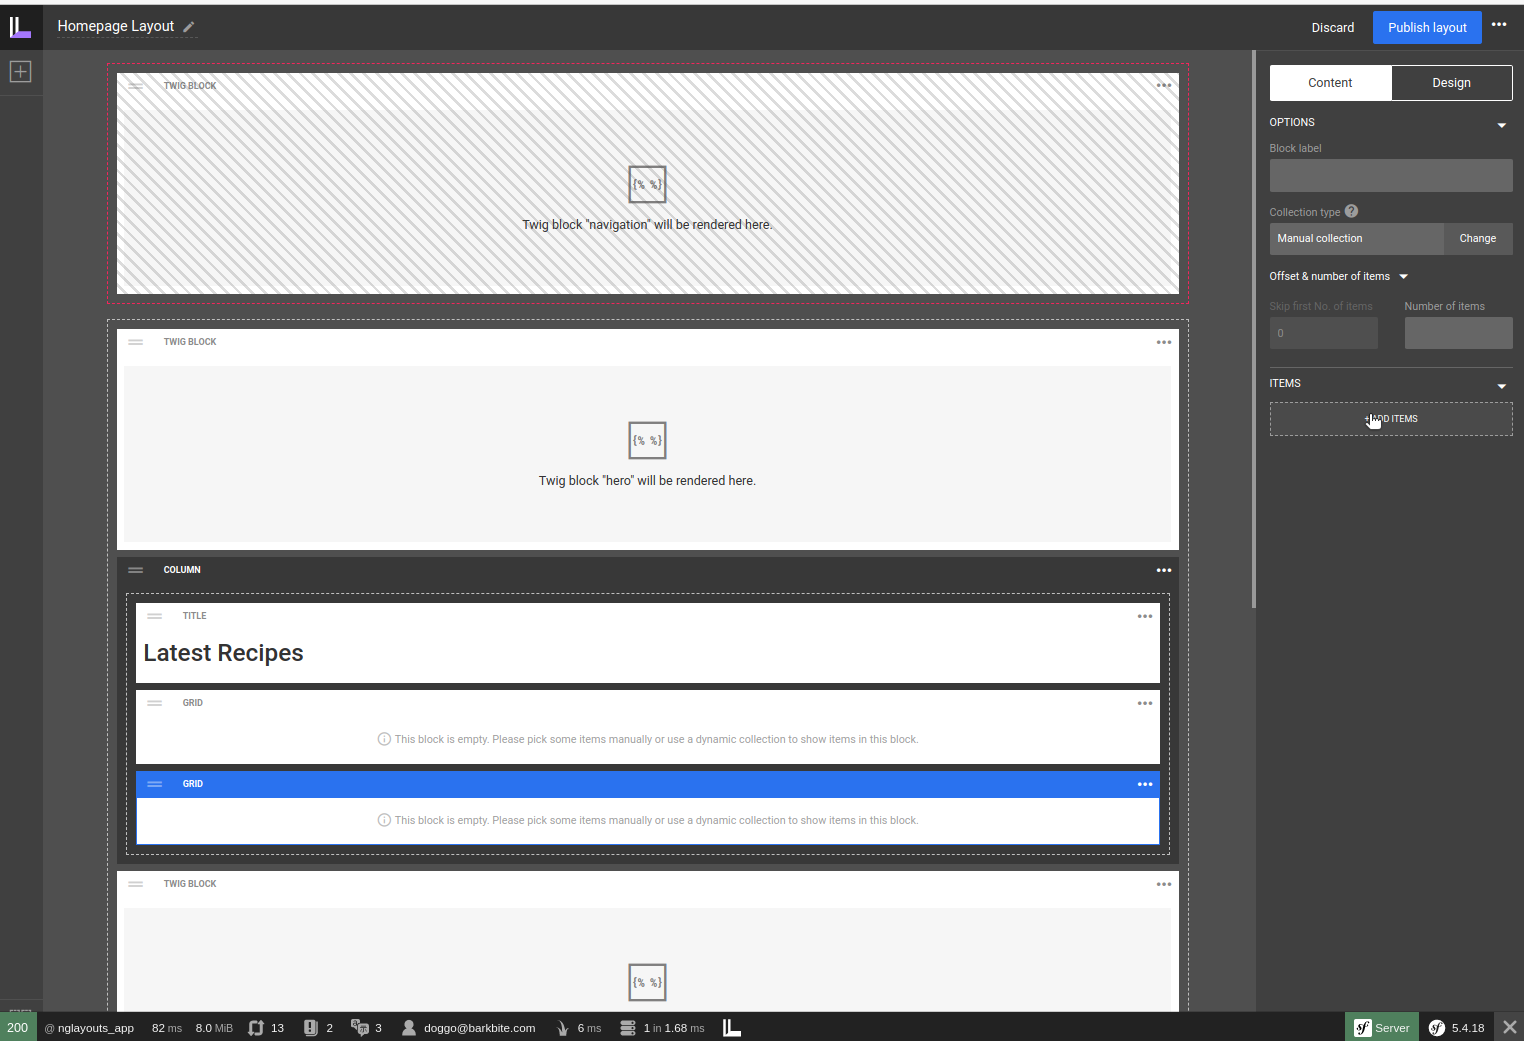 Homepage Layout
Discard
Publish layout
TWIG BLOCK
{% %}
Twig block "navigation" will be rendered here.
TWIG BLOCK
{% %}
Twig block "hero" will be rendered here.
COLUMN
TITLE
Latest Recipes
GRID
This block is empty. Please pick some items manually or use a dynamic collection to show items in this block.
GRID
This block is empty. Please pick some items manually or use a dynamic collection to show items in this block.
TWIG BLOCK
{% %}
Content
Design
OPTIONS
Block label
Collection type ?
Manual collection
Change
Offset & number of items
Skip first No. of items
Number of items
0
ITEMS
ITEMS
200 @ nglayouts_app 82 ms 8.0 MiB 13 2 3 doggo@barkbite.com 6 ms 1 in 1.68 ms sf Server sf 5.4.18